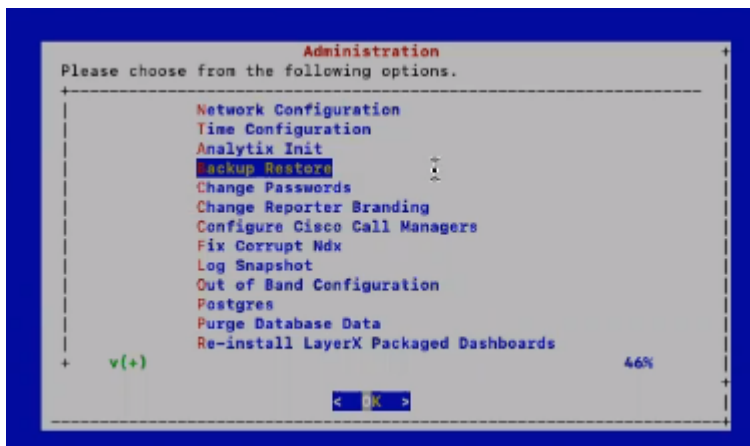 Administration
Please choose from the following options.
Network Configuration
Time Configuration
Analytix Init
Backup Restore
Change Passwords
Change Reporter Branding
Configure Cisco Call Managers
Fix Corrupt Ndx
Log Snapshot
Out of Band Configuration
Postgres
Purge Database Data
Re-install LayerX Packaged Dashboards
v(+) 46%
< OK >